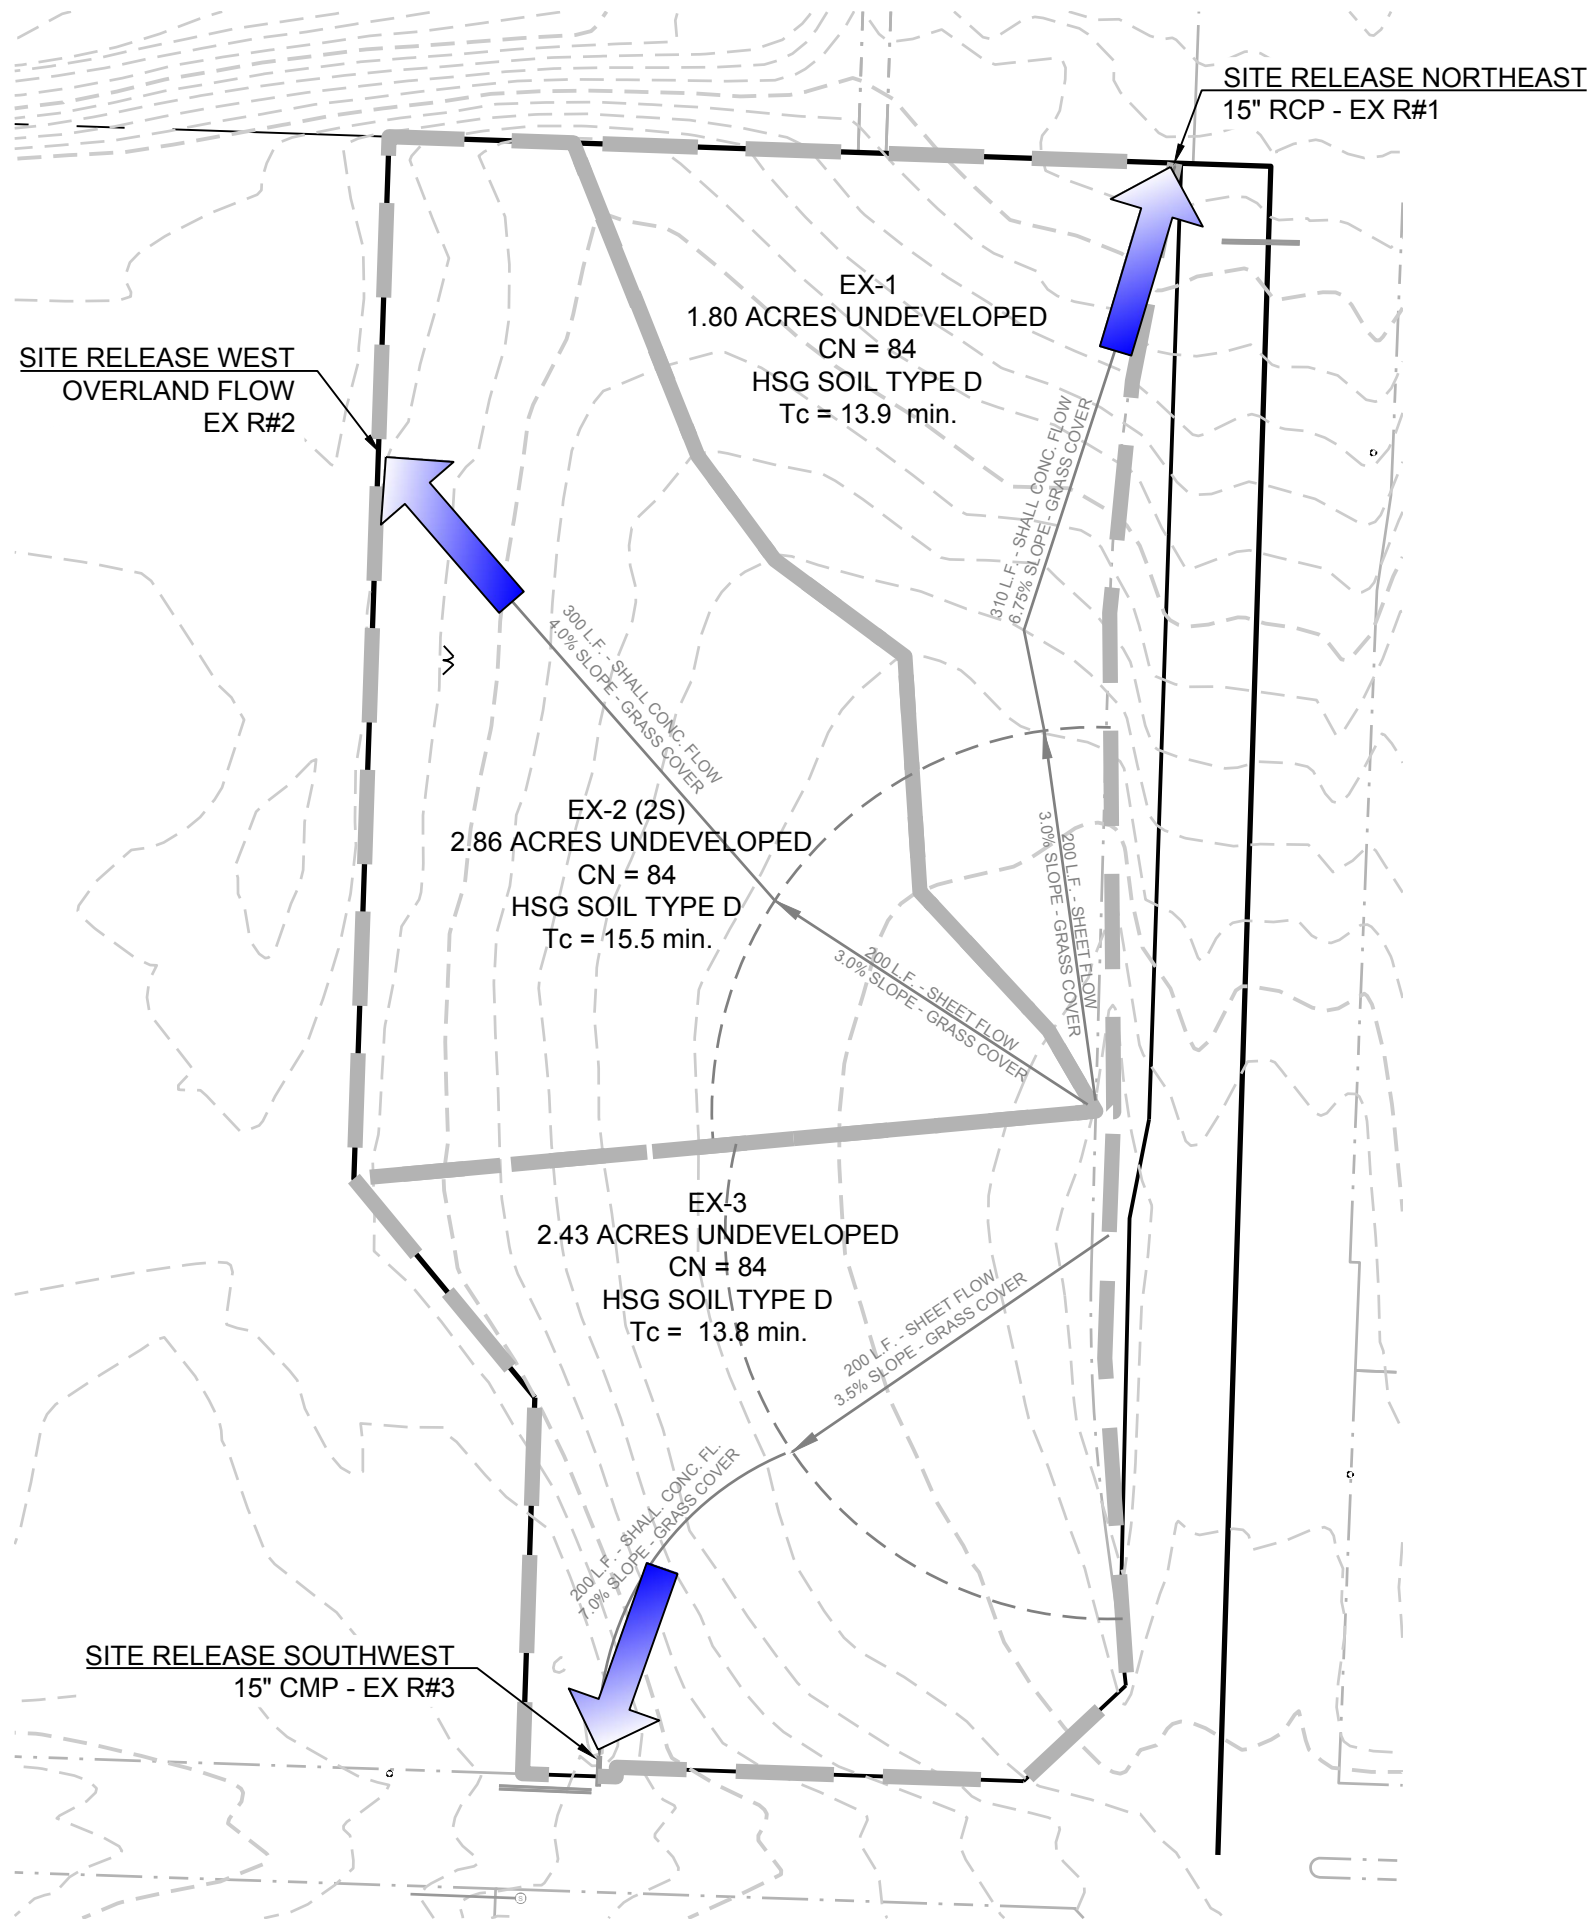 SITE RELEASE NORTHEAST
15" RCP - EX R#1
EX-1
1.80 ACRES UNDEVELOPED
CN = 84
HSG SOIL TYPE D
Tc = 13.9 min.
SITE RELEASE WEST
OVERLAND FLOW
EX R#2
310 L.F. - SHALL CONC. FLOW
6.75% SLOPE - GRASS COVER
300 L.F. - SHALL CONC. FLOW
4.0% SLOPE - GRASS COVER
EX-2 (2S)
2.86 ACRES UNDEVELOPED
CN = 84
HSG SOIL TYPE D
Tc = 15.5 min.
200 L.F. - SHEET FLOW
3.0% SLOPE - GRASS COVER
200 L.F. - SHEET FLOW
3.0% SLOPE - GRASS COVER
EX-3
2.43 ACRES UNDEVELOPED
CN = 84
HSG SOIL TYPE D
Tc = 13.8 min.
200 L.F. - SHEET FLOW
3.5% SLOPE - GRASS COVER
200 L.F. - SHALL. CONC. FL.
7.0% SLOPE - GRASS COVER
SITE RELEASE SOUTHWEST
15" CMP - EX R#3
S